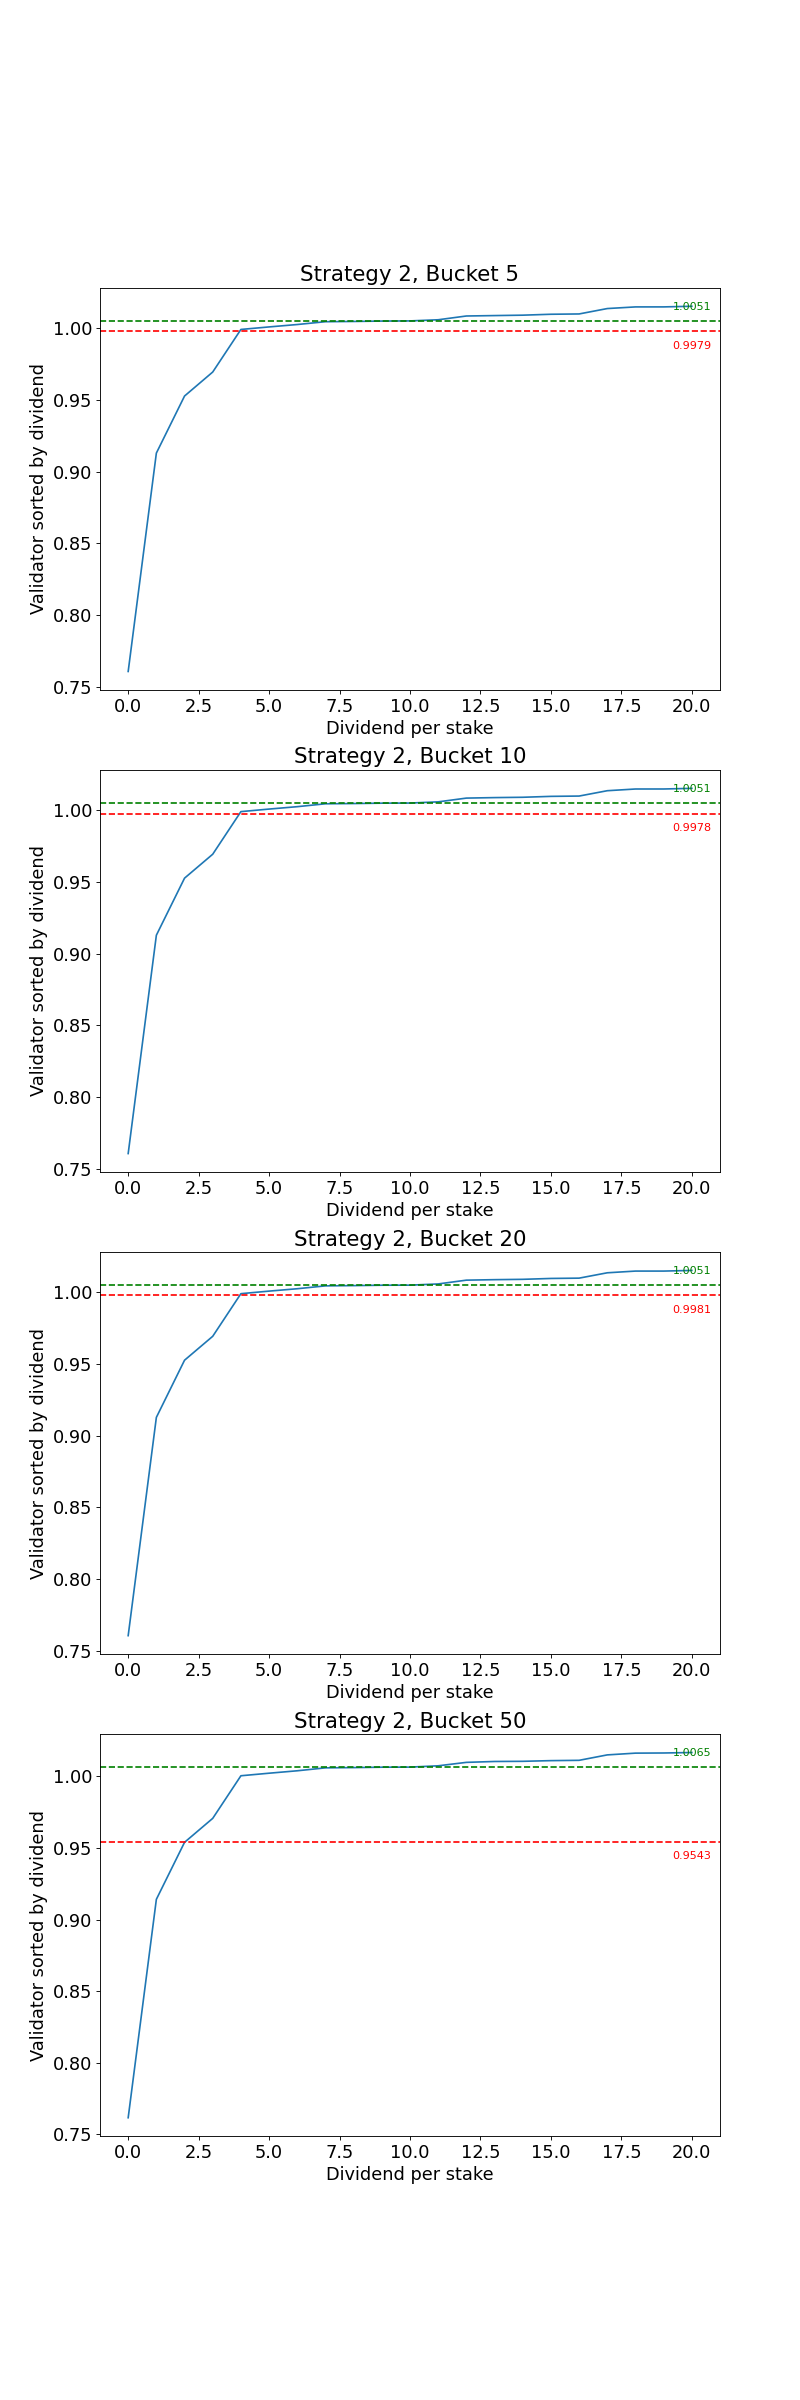 Strategy 2, Bucket 5
1.0051
1.00
0.9979
0.95
0.90
0.85
0.80
0.75
Validator sorted by dividend
0.0 2.5 5.0 7.5 10.0 12.5 15.0 17.5 20.0
Dividend per stake
Strategy 2, Bucket 10
1.0051
1.00
0.9978
0.95
0.90
0.85
0.80
0.75
Validator sorted by dividend
0.0 2.5 5.0 7.5 10.0 12.5 15.0 17.5 20.0
Dividend per stake
Strategy 2, Bucket 20
1.0051
1.00
0.9981
0.95
0.90
0.85
0.80
0.75
Validator sorted by dividend
0.0 2.5 5.0 7.5 10.0 12.5 15.0 17.5 20.0
Dividend per stake
Strategy 2, Bucket 50
1.0065
1.00
0.95
0.9543
0.90
0.85
0.80
0.75
Validator sorted by dividend
0.0 2.5 5.0 7.5 10.0 12.5 15.0 17.5 20.0
Dividend per stake